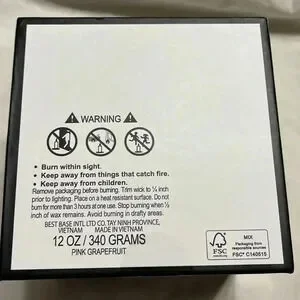 WARNING
• Burn within sight.
• Keep away from things that catch fire.
• Keep away from children.
Remove packaging before burning. Trim wick to ¼ inch
prior to lighting. Place on a heat resistant surface. Do not
burn for more than 3 hours at one use. Stop burning when ½
inch of wax remains. Avoid burning in drafty areas.
BEST BASE INTL LTD CO. TAY NINH PROVINCE,
VIETNAM MADE IN VIETNAM
12 OZ / 340 GRAMS
PINK GRAPEFRUIT
FSC
www.fsc.org
MIX
Packaging from
responsible sources
FSC® C140515